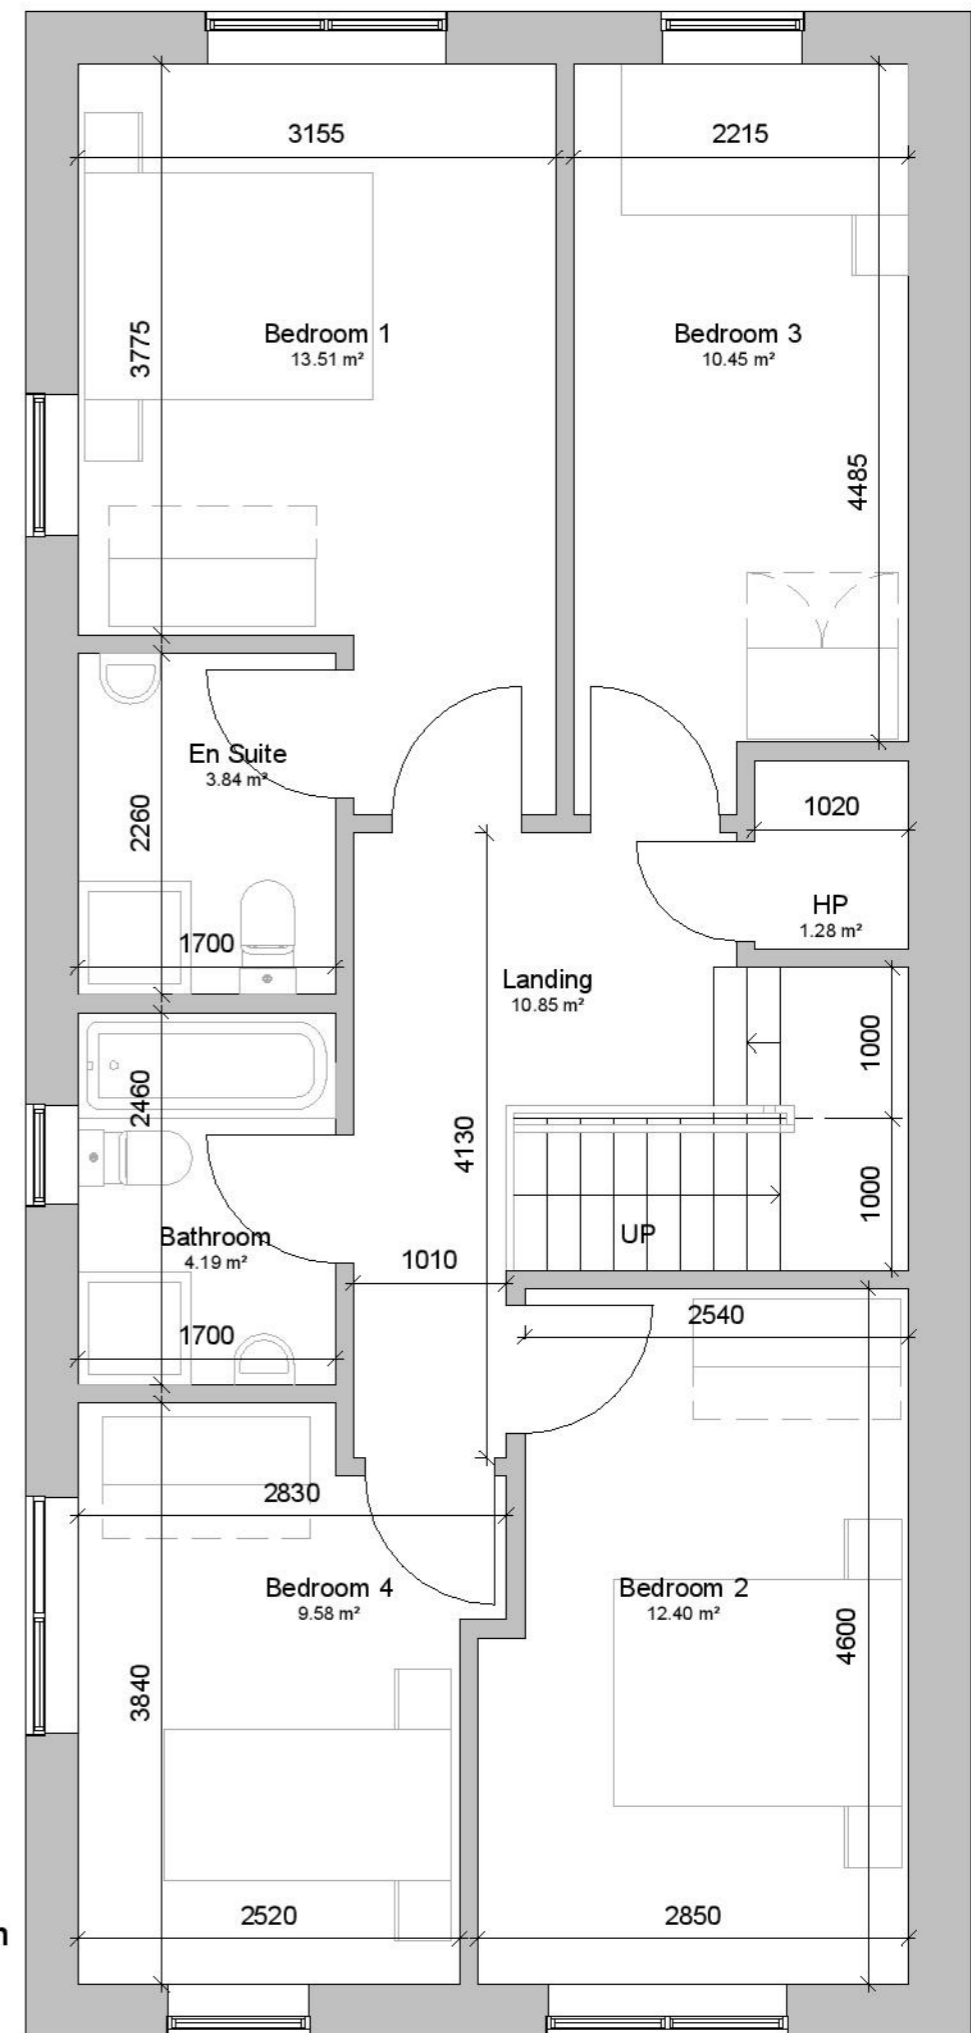 3155
2215
Bedroom 1
13.51 m²
Bedroom 3
10.45 m²
3775
4485
En Suite
3.84 m²
2260
1020
HP
1.28 m²
1700
Landing
10.85 m²
1000
2460
4130
1000
UP
Bathroom
4.19 m²
1010
2540
1700
2830
Bedroom 4
9.58 m²
Bedroom 2
12.40 m²
4600
3840
2520
2850